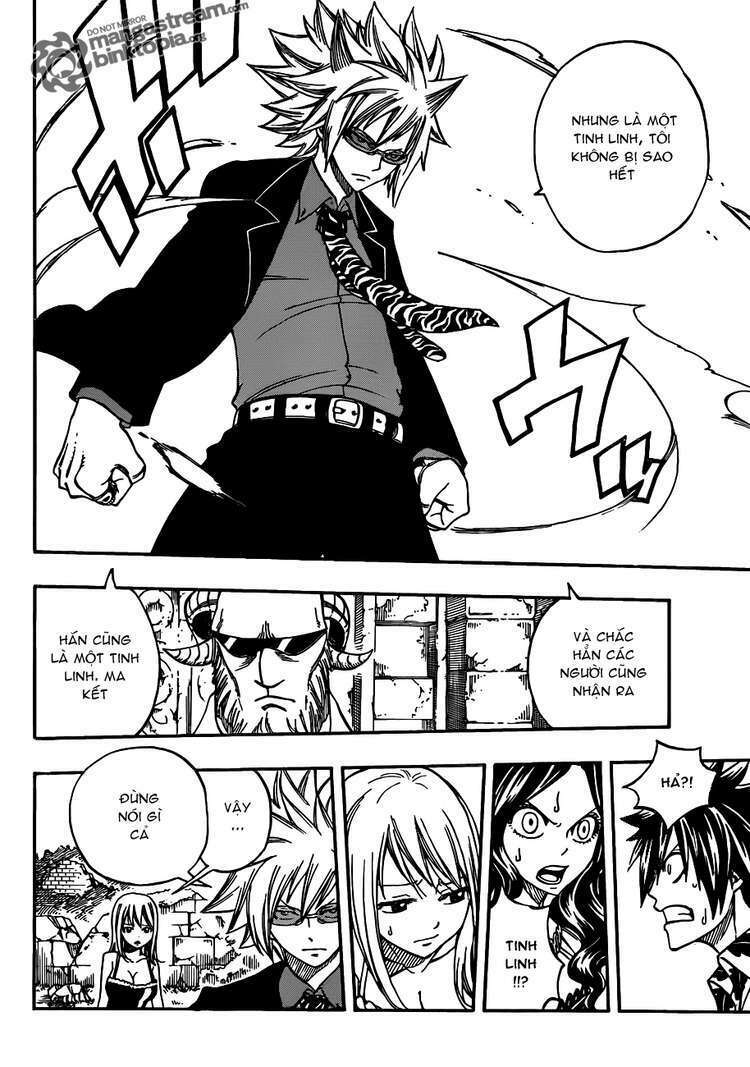 DO NOT MIRROR
mangastream.com
binktopia.org
NHƯNG LÀ MỘT
TINH LINH, TÔI
KHÔNG BỊ SAO
HẾT
VÀ CHẮC
HẲN CÁC
NGƯỜI CŨNG
NHẬN RA
HẮN CŨNG
LÀ MỘT TINH
LINH. MA
KẾT
HẢ?!
TINH
LINH
!!?
VẬY
...
ĐỪNG
NÓI GÌ
CẢ